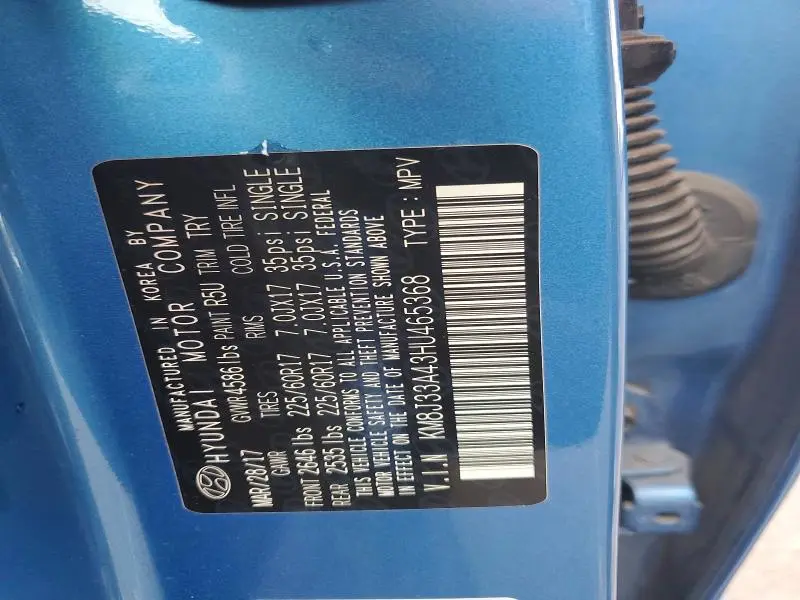 MANUFACTURED IN KOREA BY
HYUNDAI MOTOR COMPANY
MAR/28/17 GVWR 4586 lbs PAINT R5U TRIM TRY
GAWR TIRES RIMS COLD TIRE INFL
FRONT 2646 lbs 225/60R17 7.0JX17 35psi SINGLE
REAR 2535 lbs 225/60R17 7.0JX17 35psi SINGLE
THIS VEHICLE CONFORMS TO ALL APPLICABLE U.S.A. FEDERAL
MOTOR VEHICLE SAFETY AND THEFT PREVENTION STANDARDS
IN EFFECT ON THE DATE OF MANUFACTURE SHOWN ABOVE
V.I.N KM8J33A43HU465368 TYPE : MPV